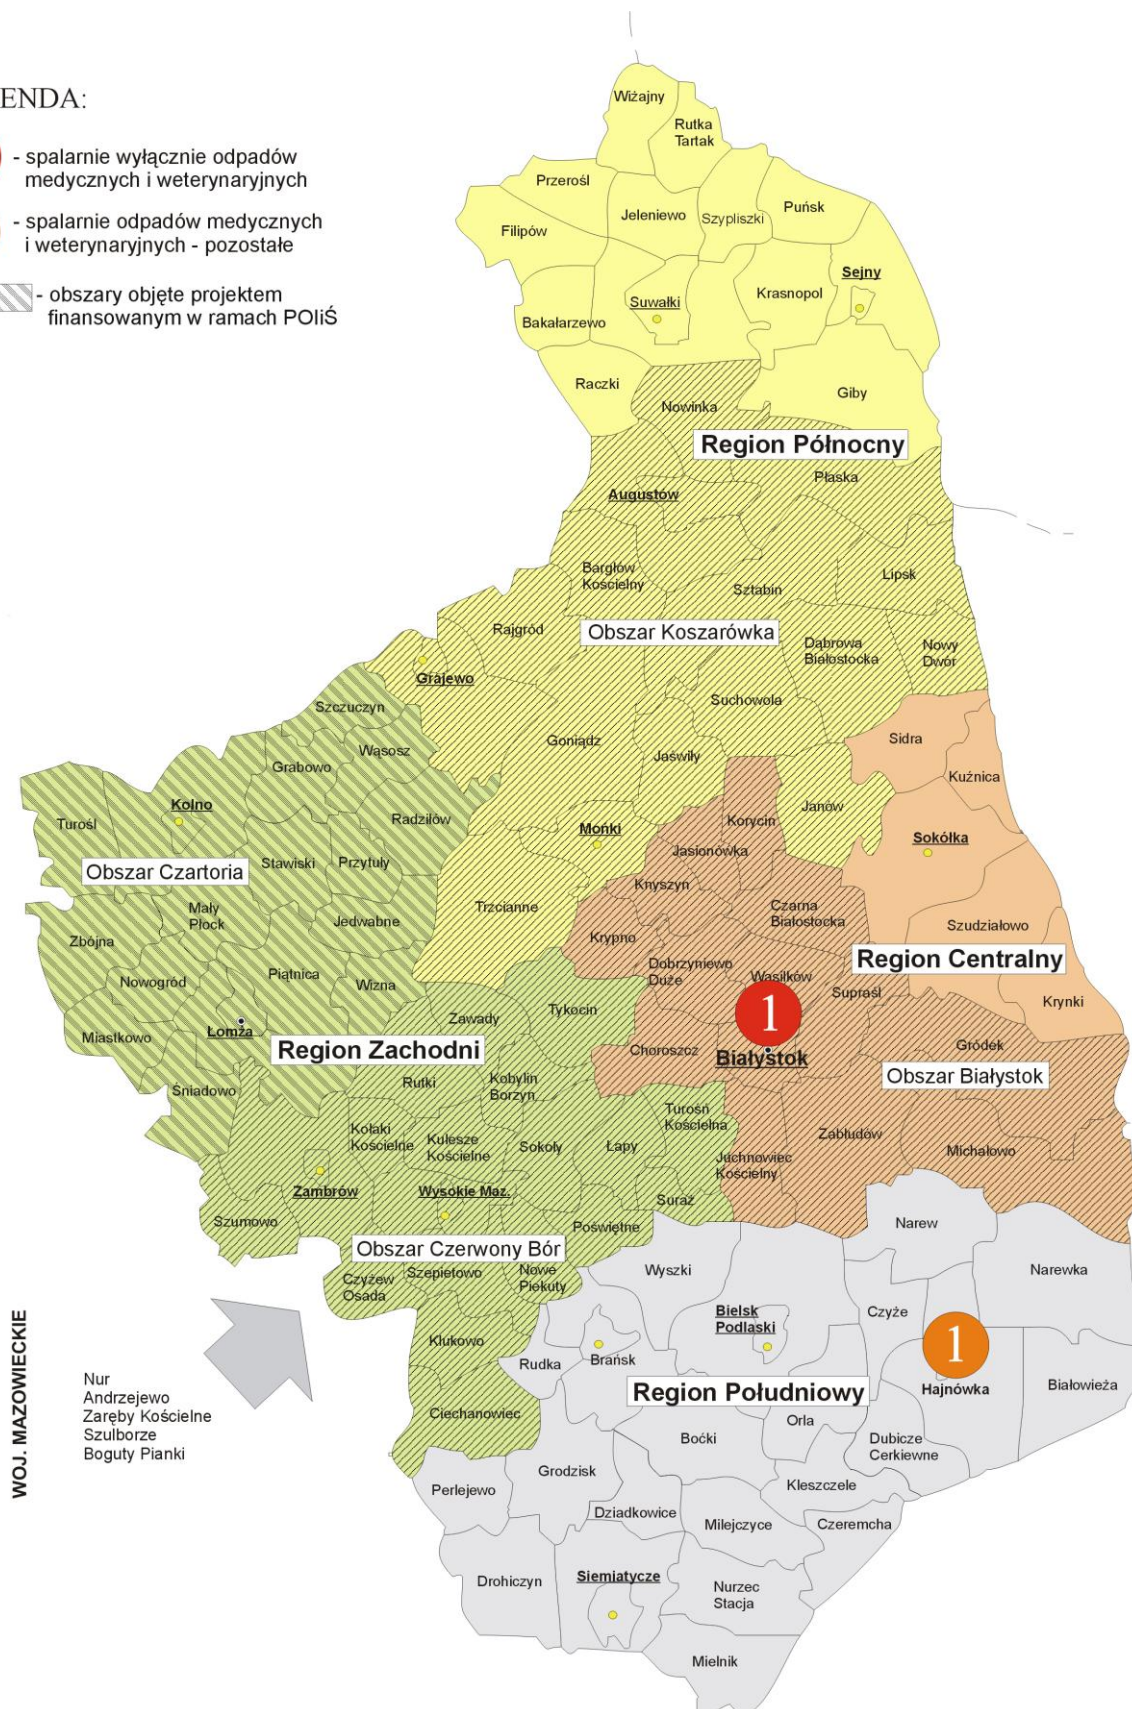 ENDA:
- spalarnie wyłącznie odpadów
medycznych i weterynaryjnych
- spalarnie odpadów medycznych
i weterynaryjnych - pozostałe
- obszary objęte projektem
finansowanym w ramach POIiŚ
Wiżajny
Rutka
Tartak
Przerośl
Jeleniewo
Szypliszki
Puńsk
Filipów
Sejny
Suwałki
Krasnopol
Bakałarzewo
Raczki
Giby
Nowinka
Region Północny
Płaska
Augustów
Bargłów
Kościelny
Sztabin
Lipsk
Rajgród
Obszar Koszarówka
Dąbrowa
Białostocka
Nowy
Dwór
Grajewo
Szczuczyn
Suchowola
Wąsosz
Goniądz
Jaświły
Sidra
Grabowo
Kuźnica
Kolno
Turośl
Radziłów
Janów
Korycin
Mońki
Sokółka
Jasionówka
Stawiski
Przytuły
Obszar Czartoria
Knyszyn
Trzcianne
Mały
Płock
Czarna
Białostocka
Jedwabne
Zbójna
Krypno
Szudziałowo
Region Centralny
Dobrzyniewo
Duże
Wasilków
Nowogród
Piątnica
Wizna
Supraśl
Krynki
Tykocin
Zawady
1
Miastkowo
Łomża
Region Zachodni
Choroszcz
Białystok
Gródek
Obszar Białystok
Rutki
Kobylin
Borzyn
Śniadowo
Turośń
Kościelna
Kołaki
Kościelne
Kulesze
Kościelne
Sokoły
Łapy
Zabłudów
Michałowo
Juchnowiec
Kościelny
Zambrów
Wysokie Maz.
Suraż
Szumowo
Poświętne
Narew
Obszar Czerwony Bór
Szepietowo
Nowe
Piekuty
Czyżew
Osada
Wyszki
Narewka
Bielsk
Podlaski
Czyże
1
Klukowo
Rudka
Brańsk
Hajnówka
Białowieża
Region Południowy
Nur
Andrzejewo
Zaręby Kościelne
Szulborze
Boguty Pianki
WOJ. MAZOWIECKIE
Ciechanowiec
Orla
Boćki
Dubicze
Cerkiewne
Grodzisk
Perlejewo
Kleszczele
Dziadkowice
Milejczyce
Czeremcha
Drohiczyn
Siemiatycze
Nurzec
Stacja
Mielnik